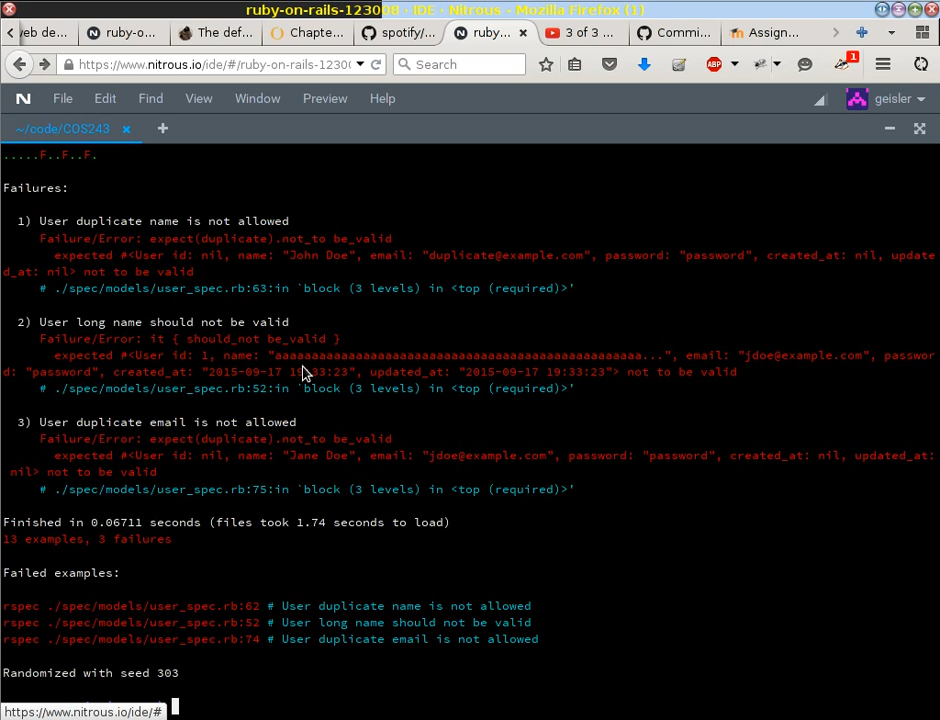 ruby-on-rails-123008 - IDE - Nitrous - Mozilla Firefox (1)
veb de...
ruby-o...
The def...
Chapte...
spotify/...
ruby...
3 of 3 ...
Commi...
Assign...
https://www.nitrous.io/ide/#/ruby-on-rails-1230
Search
ABP
1
N File Edit Find View Window Preview Help geisler
~/code/COS243
.....F..F..F.
Failures:
1) User duplicate name is not allowed
Failure/Error: expect(duplicate).not_to be_valid
expected #<User id: nil, name: "John Doe", email: "duplicate@example.com", password: "password", created_at: nil, update
d_at: nil> not to be valid
# ./spec/models/user_spec.rb:63:in `block (3 levels) in <top (required)>'
2) User long name should not be valid
Failure/Error: it { should_not be_valid }
expected #<User id: 1, name: "aaaaaaaaaaaaaaaaaaaaaaaaaaaaaaaaaaaaaaaaaaaaaaaaaa...", email: "jdoe@example.com", passwor
d: "password", created_at: "2015-09-17 19:33:23", updated_at: "2015-09-17 19:33:23"> not to be valid
# ./spec/models/user_spec.rb:52:in `block (3 levels) in <top (required)>'
3) User duplicate email is not allowed
Failure/Error: expect(duplicate).not_to be_valid
expected #<User id: nil, name: "Jane Doe", email: "jdoe@example.com", password: "password", created_at: nil, updated_at:
nil> not to be valid
# ./spec/models/user_spec.rb:75:in `block (3 levels) in <top (required)>'
Finished in 0.06711 seconds (files took 1.74 seconds to load)
13 examples, 3 failures
Failed examples:
rspec ./spec/models/user_spec.rb:62 # User duplicate name is not allowed
rspec ./spec/models/user_spec.rb:52 # User long name should not be valid
rspec ./spec/models/user_spec.rb:74 # User duplicate email is not allowed
Randomized with seed 303
https://www.nitrous.io/ide/#